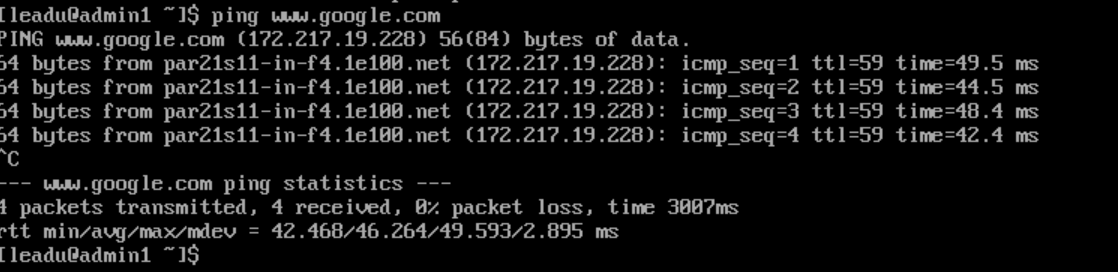 [leadu@admin1 ~]$ ping www.google.com
PING www.google.com (172.217.19.228) 56(84) bytes of data.
64 bytes from par21s11-in-f4.1e100.net (172.217.19.228): icmp_seq=1 ttl=59 time=49.5 ms
64 bytes from par21s11-in-f4.1e100.net (172.217.19.228): icmp_seq=2 ttl=59 time=44.5 ms
64 bytes from par21s11-in-f4.1e100.net (172.217.19.228): icmp_seq=3 ttl=59 time=48.4 ms
64 bytes from par21s11-in-f4.1e100.net (172.217.19.228): icmp_seq=4 ttl=59 time=42.4 ms
^C
--- www.google.com ping statistics ---
4 packets transmitted, 4 received, 0% packet loss, time 3007ms
rtt min/avg/max/mdev = 42.468/46.264/49.593/2.895 ms
[leadu@admin1 ~]$